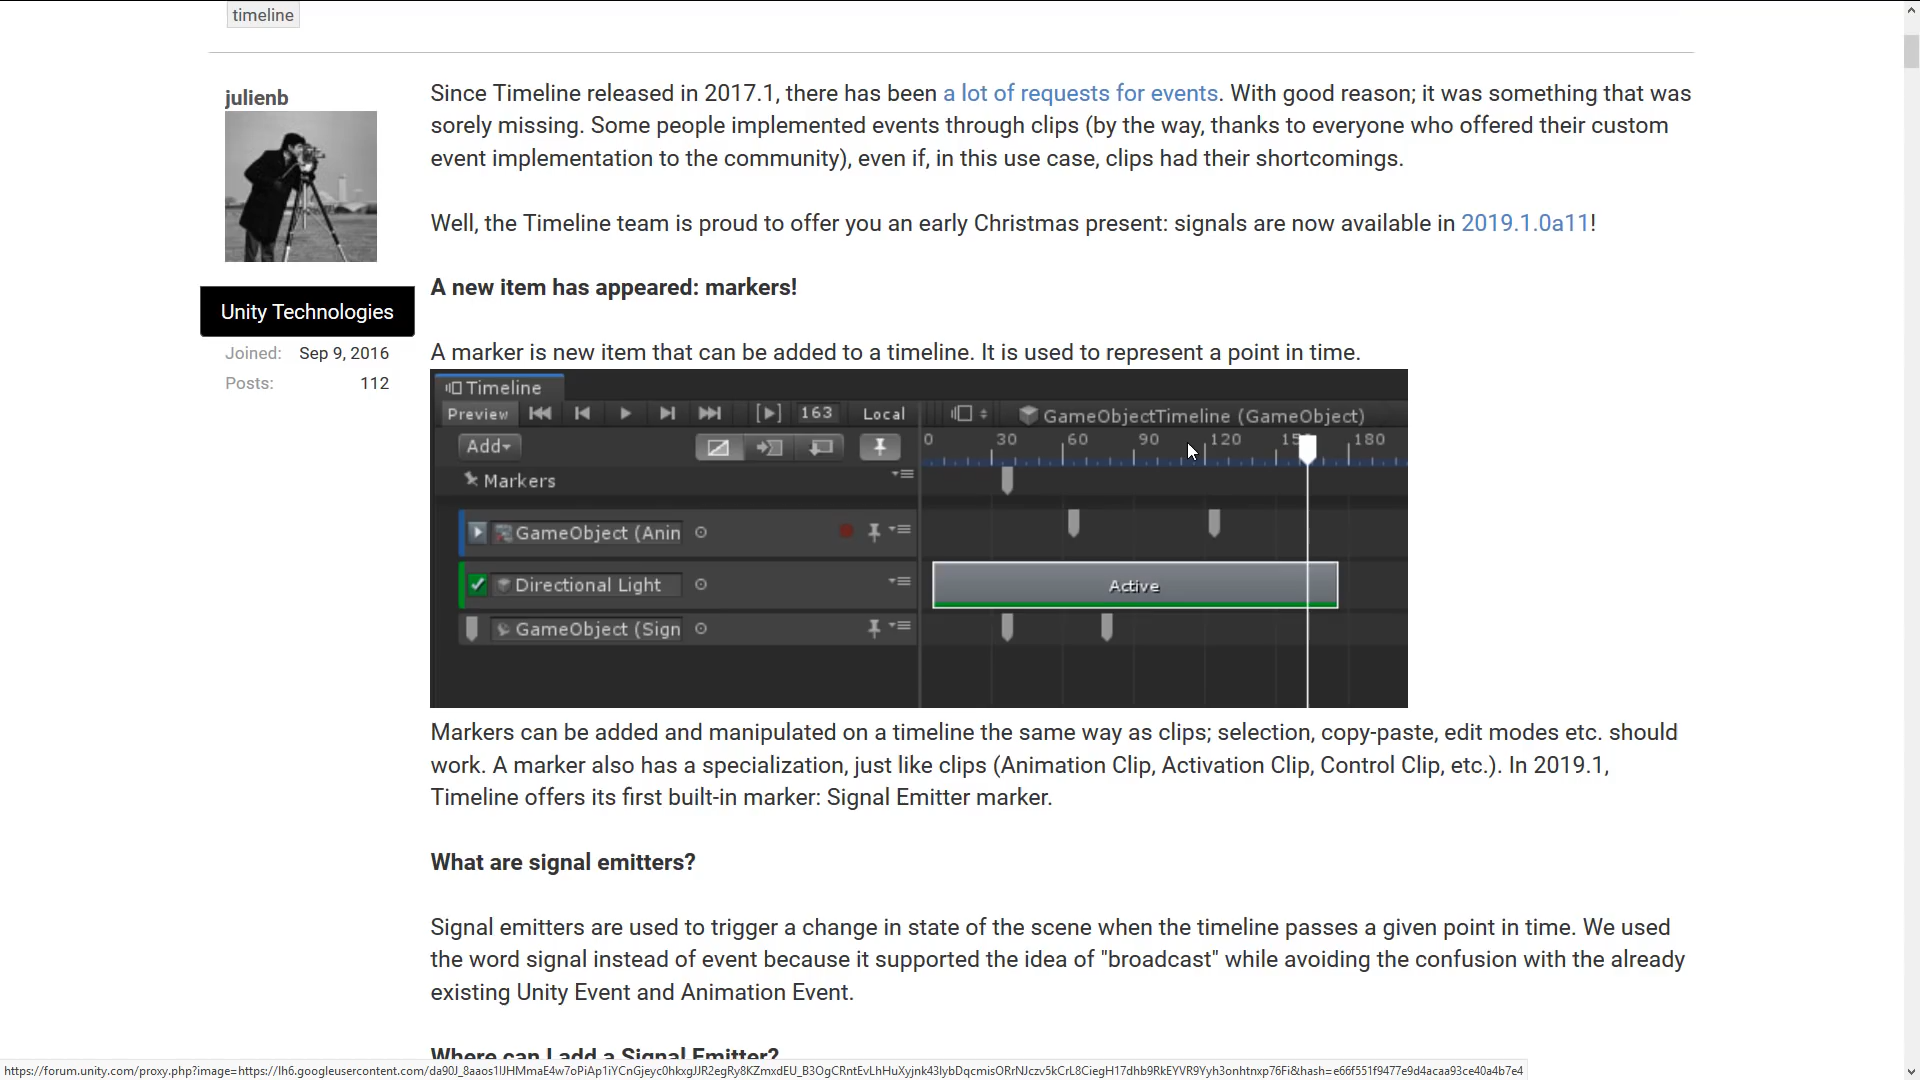 timeline
julienb
Unity Technologies
Joined: Sep 9, 2016
Posts: 112
Since Timeline released in 2017.1, there has been a lot of requests for events. With good reason; it was something that was
sorely missing. Some people implemented events through clips (by the way, thanks to everyone who offered their custom
event implementation to the community), even if, in this use case, clips had their shortcomings.
Well, the Timeline team is proud to offer you an early Christmas present: signals are now available in 2019.1.0a11!
A new item has appeared: markers!
A marker is new item that can be added to a timeline. It is used to represent a point in time.
Timeline
Preview 163 Local GameObjectTimeline (GameObject)
Add 0 30 60 90 120 180
Markers
GameObject (Anin
Directional Light Active
GameObject (Sign
Markers can be added and manipulated on a timeline the same way as clips; selection, copy-paste, edit modes etc. should
work. A marker also has a specialization, just like clips (Animation Clip, Activation Clip, Control Clip, etc.). In 2019.1,
Timeline offers its first built-in marker: Signal Emitter marker.
What are signal emitters?
Signal emitters are used to trigger a change in state of the scene when the timeline passes a given point in time. We used
the word signal instead of event because it supported the idea of "broadcast" while avoiding the confusion with the already
existing Unity Event and Animation Event.
Where can I add a Signal Emitter?